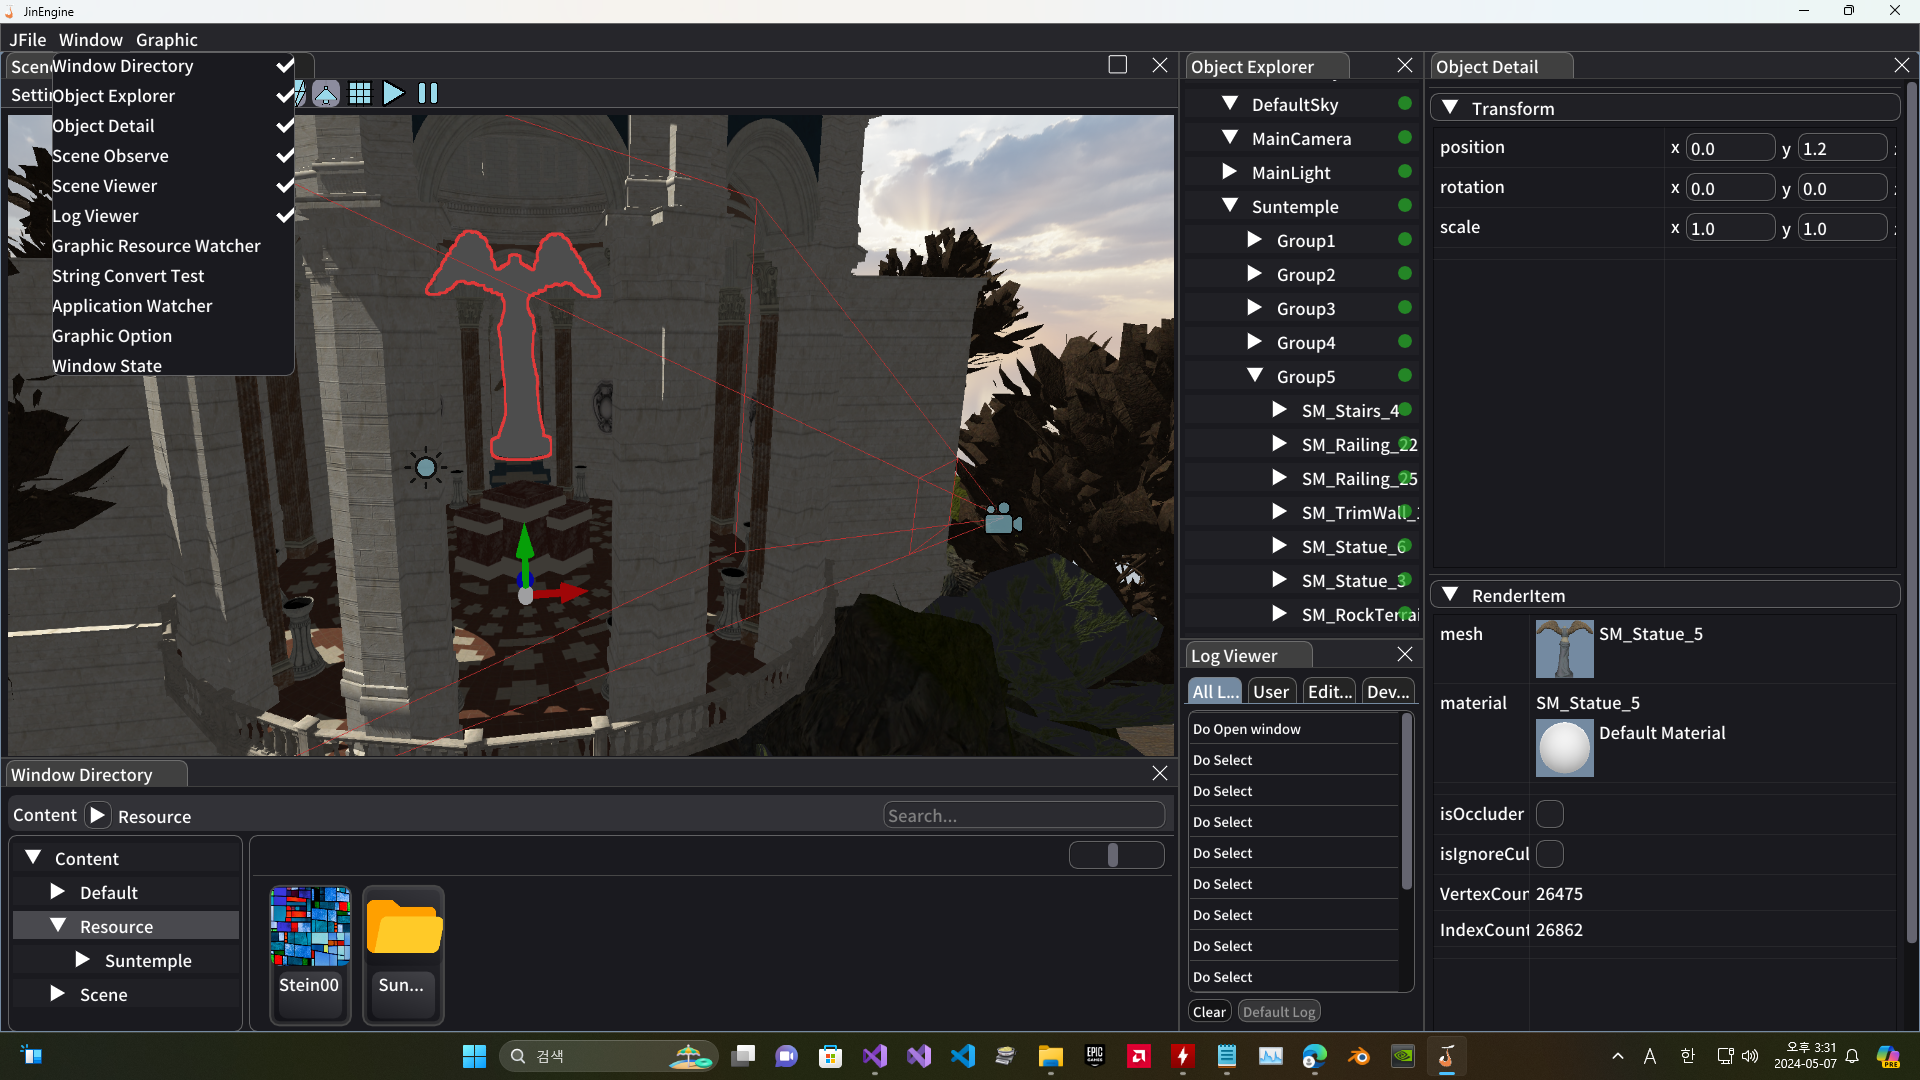 JinEngine
JFile Window Graphic
Window Directory
Object Explorer
Object Detail
Scene Observe
Scene Viewer
Log Viewer
Graphic Resource Watcher
String Convert Test
Application Watcher
Graphic Option
Window State
Object Explorer
DefaultSky
MainCamera
MainLight
Suntemple
Group1
Group2
Group3
Group4
Group5
SM_Stairs_4
SM_Railing_22
SM_Railing_25
SM_TrimWall_
SM_Statue_6
SM_Statue_3
SM_RockTerrai
Log Viewer
All L... User Edit... Dev...
Do Open window
Do Select
Do Select
Do Select
Do Select
Do Select
Do Select
Do Select
Do Select
Clear Default Log
Object Detail
Transform
position x 0.0 y 1.2
rotation x 0.0 y 0.0
scale x 1.0 y 1.0
RenderItem
mesh SM_Statue_5
material SM_Statue_5
Default Material
isOccluder
isIgnoreCul
VertexCoun 26475
IndexCount 26862
Window Directory
Content Resource
Search...
Content
Default
Resource
Suntemple
Scene
Stein00
Sun...
검색
EPIC GAMES
A 한
오후 3:31
2024-05-07
PRE